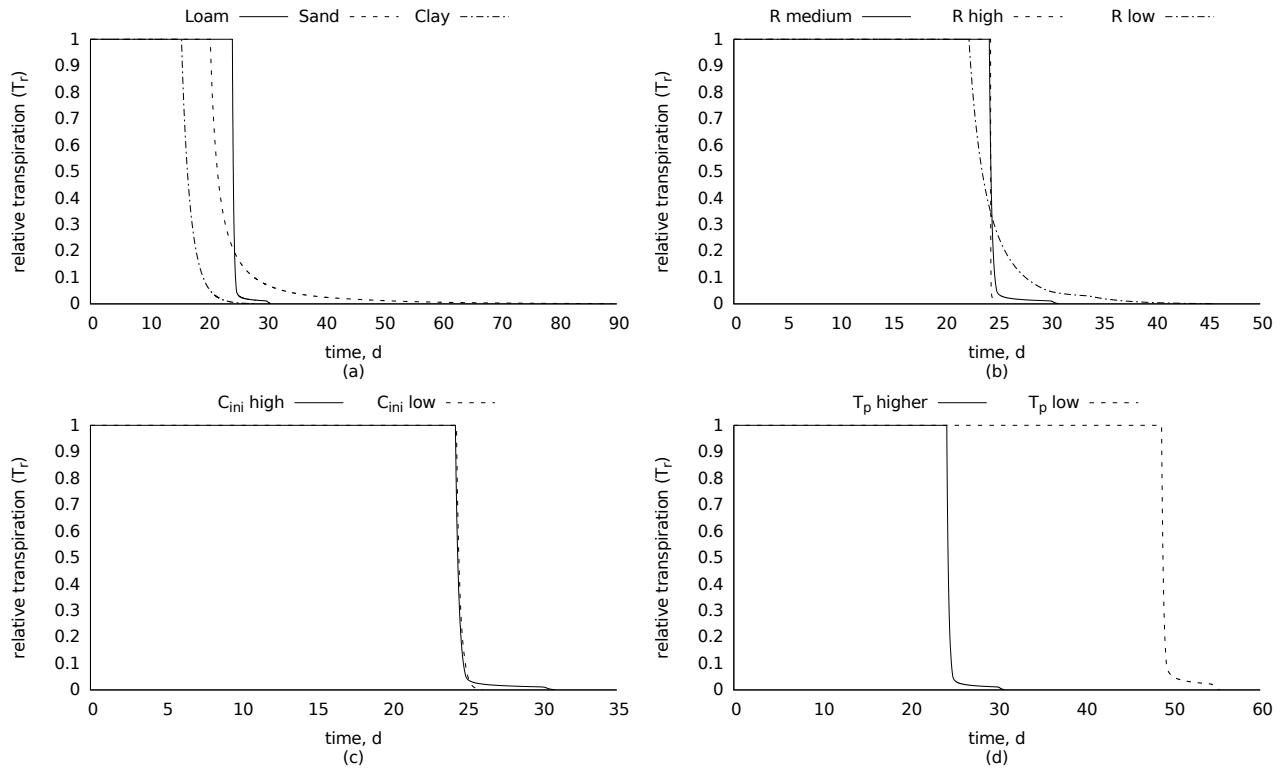 Loam Sand Clay
relative transpiration (Tr)
1
0.9
0.8
0.7
0.6
0.5
0.4
0.3
0.2
0.1
0
0 10 20 30 40 50 60 70 80 90
time, d
(a)
R medium R high R low
relative transpiration (Tr)
1
0.9
0.8
0.7
0.6
0.5
0.4
0.3
0.2
0.1
0
0 5 10 15 20 25 30 35 40 45 50
time, d
(b)
Cini high Cini low
relative transpiration (Tr)
1
0.9
0.8
0.7
0.6
0.5
0.4
0.3
0.2
0.1
0
0 5 10 15 20 25 30 35
time, d
(c)
Tp higher Tp low
relative transpiration (Tr)
1
0.9
0.8
0.7
0.6
0.5
0.4
0.3
0.2
0.1
0
0 10 20 30 40 50 60
time, d
(d)